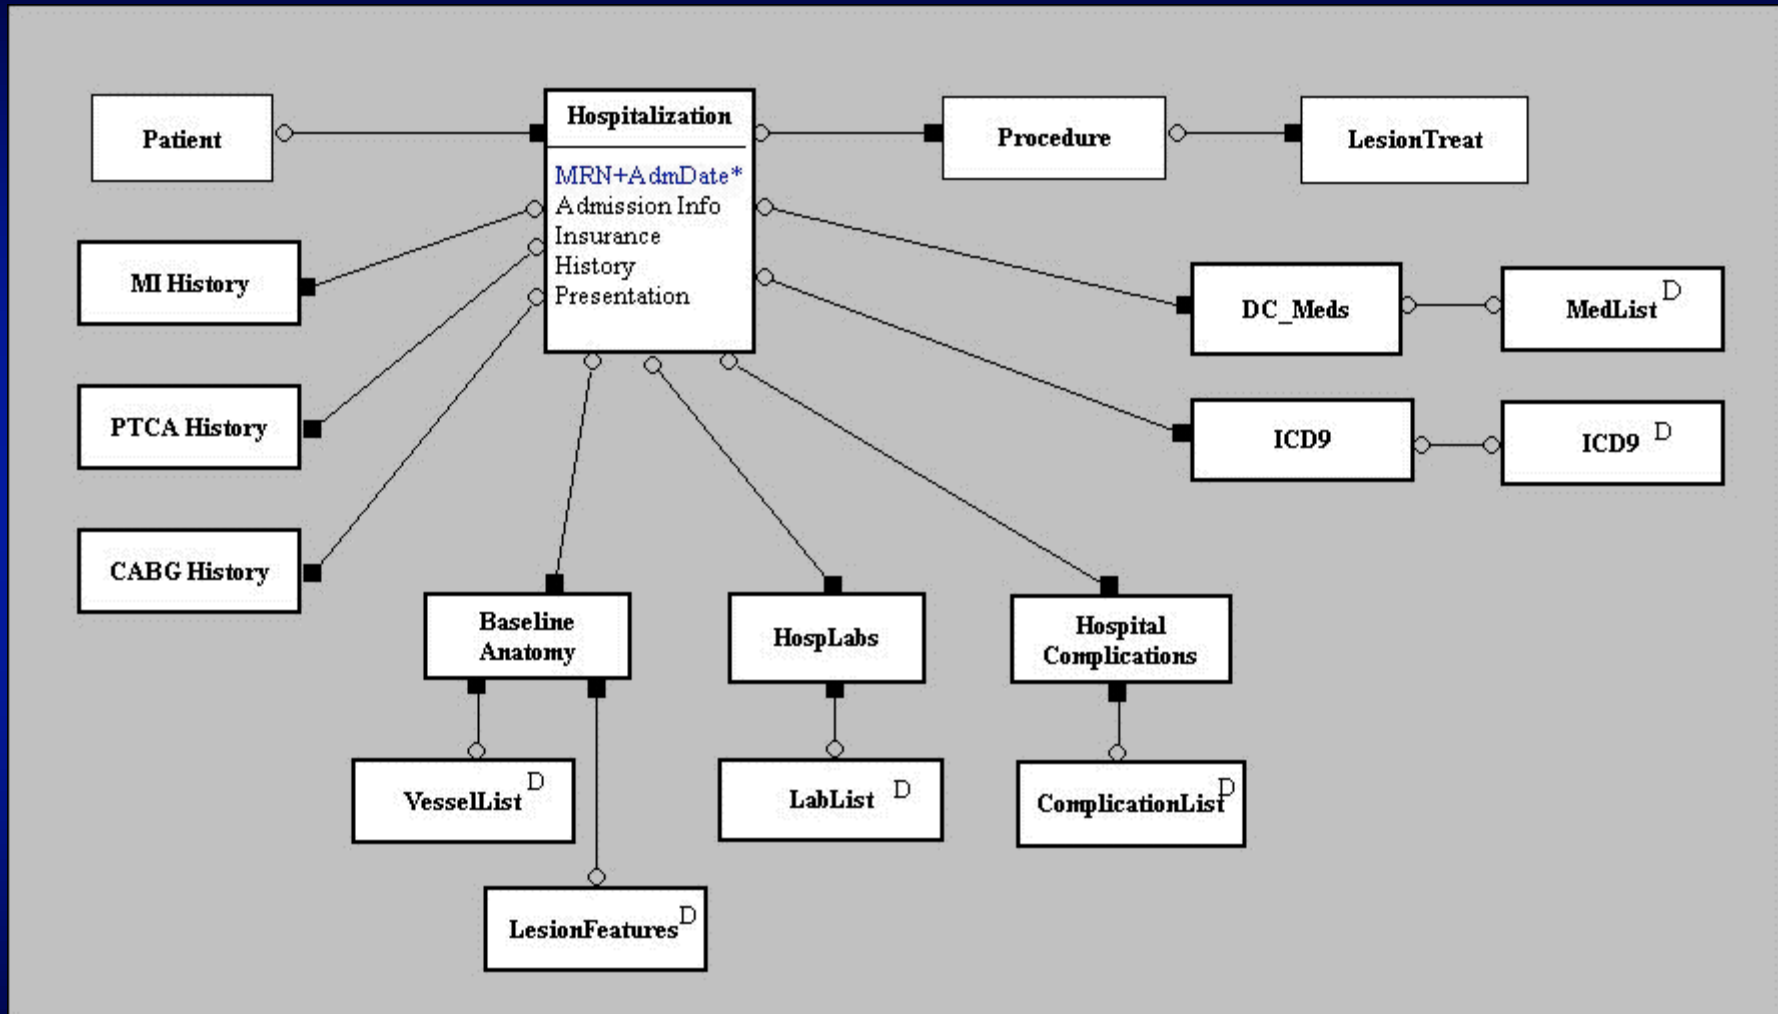 Patient
Hospitalization
MRN+AdmDate*
Admission Info
Insurance
History
Presentation
Procedure
LesionTreat
MI History
DC_Meds
MedList D
PTCA History
ICD9
ICD9 D
CABG History
Baseline
Anatomy
HospLabs
Hospital
Complications
VesselList D
LabList D
ComplicationList D
LesionFeatures D